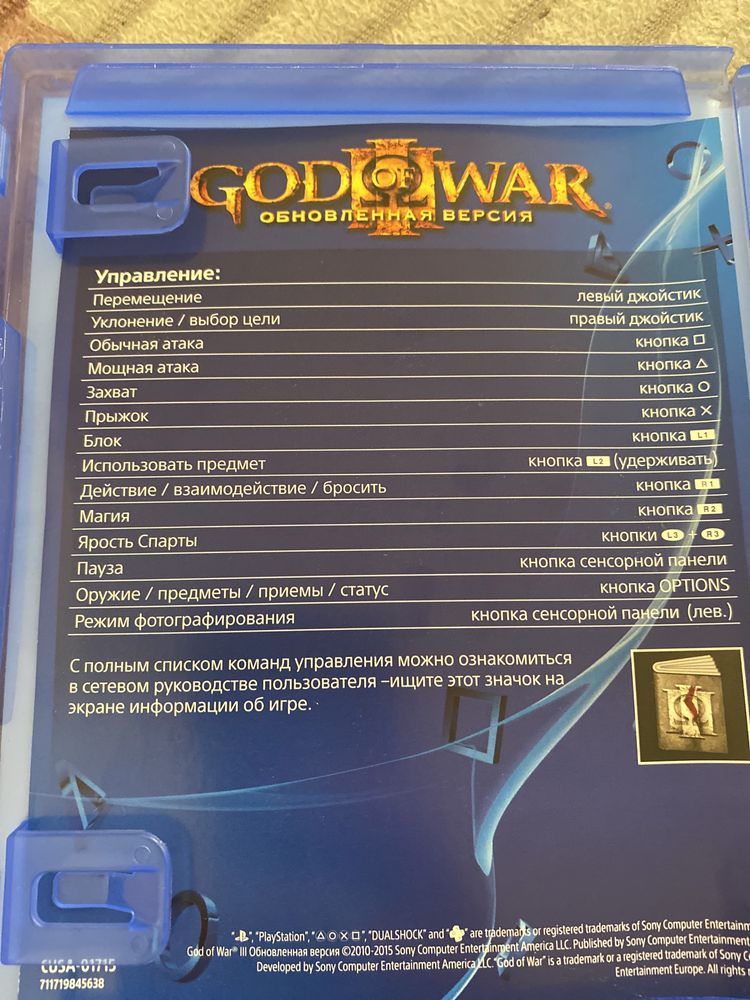 GOD OF WAR III®
ОБНОВЛЕННАЯ ВЕРСИЯ
Управление:
Перемещение левый джойстик
Уклонение / выбор цели правый джойстик
Обычная атака кнопка □
Мощная атака кнопка △
Захват кнопка ○
Прыжок кнопка ✕
Блок кнопка L1
Использовать предмет кнопка L2 (удерживать)
Действие / взаимодействие / бросить кнопка R1
Магия кнопка R2
Ярость Спарты кнопки L3 + R3
Пауза кнопка сенсорной панели
Оружие / предметы / приемы / статус кнопка OPTIONS
Режим фотографирования кнопка сенсорной панели (лев.)
С полным списком команд управления можно ознакомиться
в сетевом руководстве пользователя –ищите этот значок на
экране информации об игре.
III
"PS", "PlayStation", "△○✕□", "DUALSHOCK" and " " are trademarks or registered trademarks of Sony Computer Entertainm
God of War® III Обновленная версия ©2010-2015 Sony Computer Entertainment America LLC. Published by Sony Computer Entertainment
Developed by Sony Computer Entertainment America LLC. "God of War" is a trademark or a registered trademark of Sony C
Entertainment Europe. All rights
CUSA-01715
711719845638